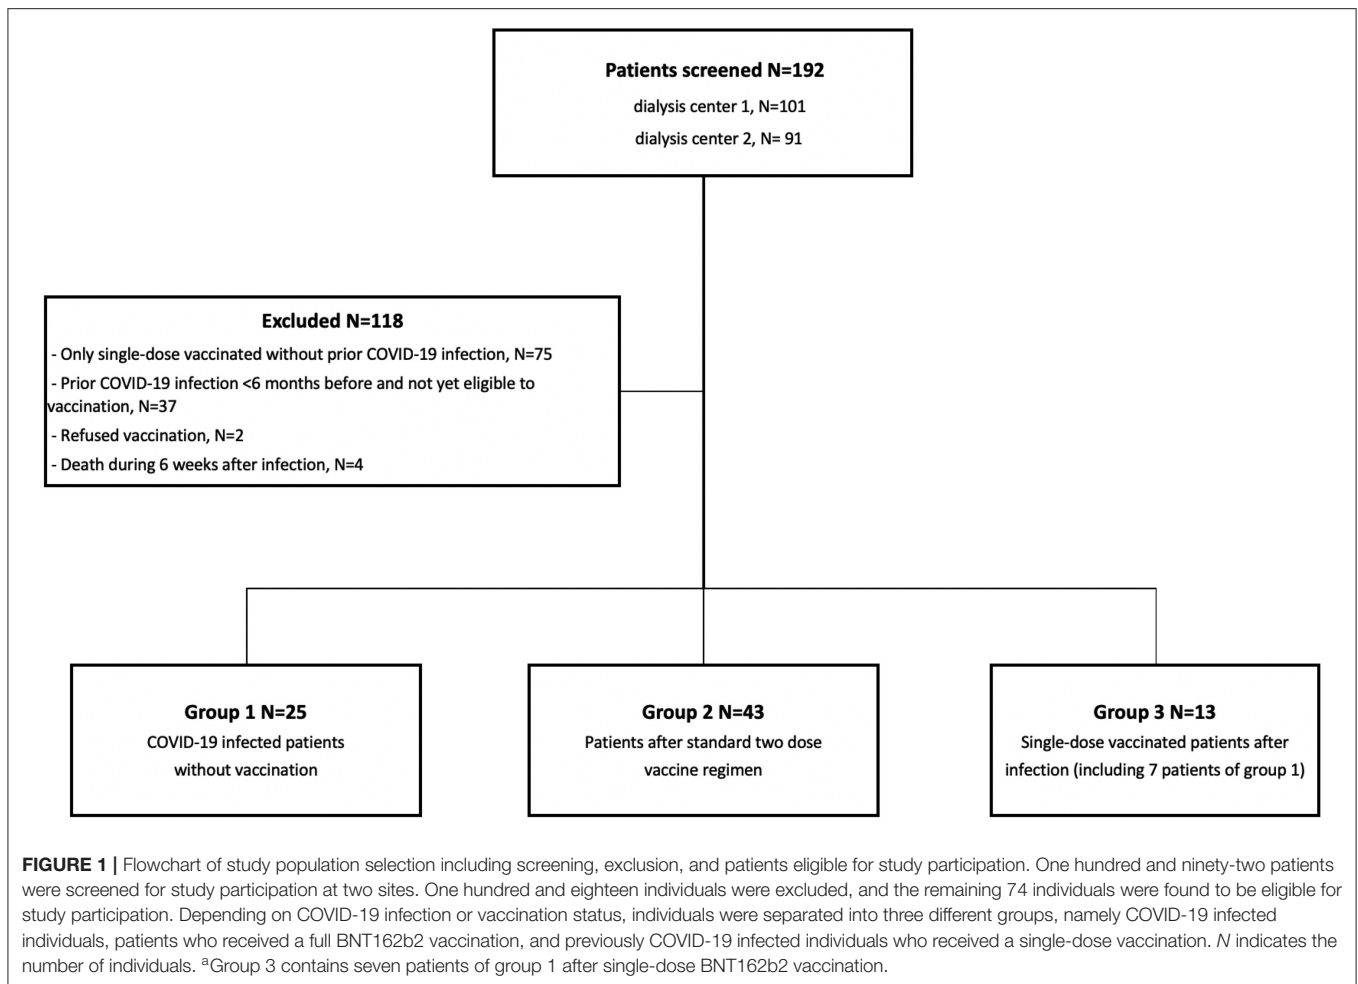 Patients screened N=192
dialysis center 1, N=101
dialysis center 2, N= 91
Excluded N=118
- Only single-dose vaccinated without prior COVID-19 infection, N=75
- Prior COVID-19 infection <6 months before and not yet eligible to
vaccination, N=37
- Refused vaccination, N=2
- Death during 6 weeks after infection, N=4
Group 1 N=25
COVID-19 infected patients
without vaccination
Group 2 N=43
Patients after standard two dose
vaccine regimen
Group 3 N=13
Single-dose vaccinated patients after
infection (including 7 patients of group 1)
FIGURE 1 | Flowchart of study population selection including screening, exclusion, and patients eligible for study participation. One hundred and ninety-two patients
were screened for study participation at two sites. One hundred and eighteen individuals were excluded, and the remaining 74 individuals were found to be eligible for
study participation. Depending on COVID-19 infection or vaccination status, individuals were separated into three different groups, namely COVID-19 infected
individuals, patients who received a full BNT162b2 vaccination, and previously COVID-19 infected individuals who received a single-dose vaccination. N indicates the
number of individuals. aGroup 3 contains seven patients of group 1 after single-dose BNT162b2 vaccination.